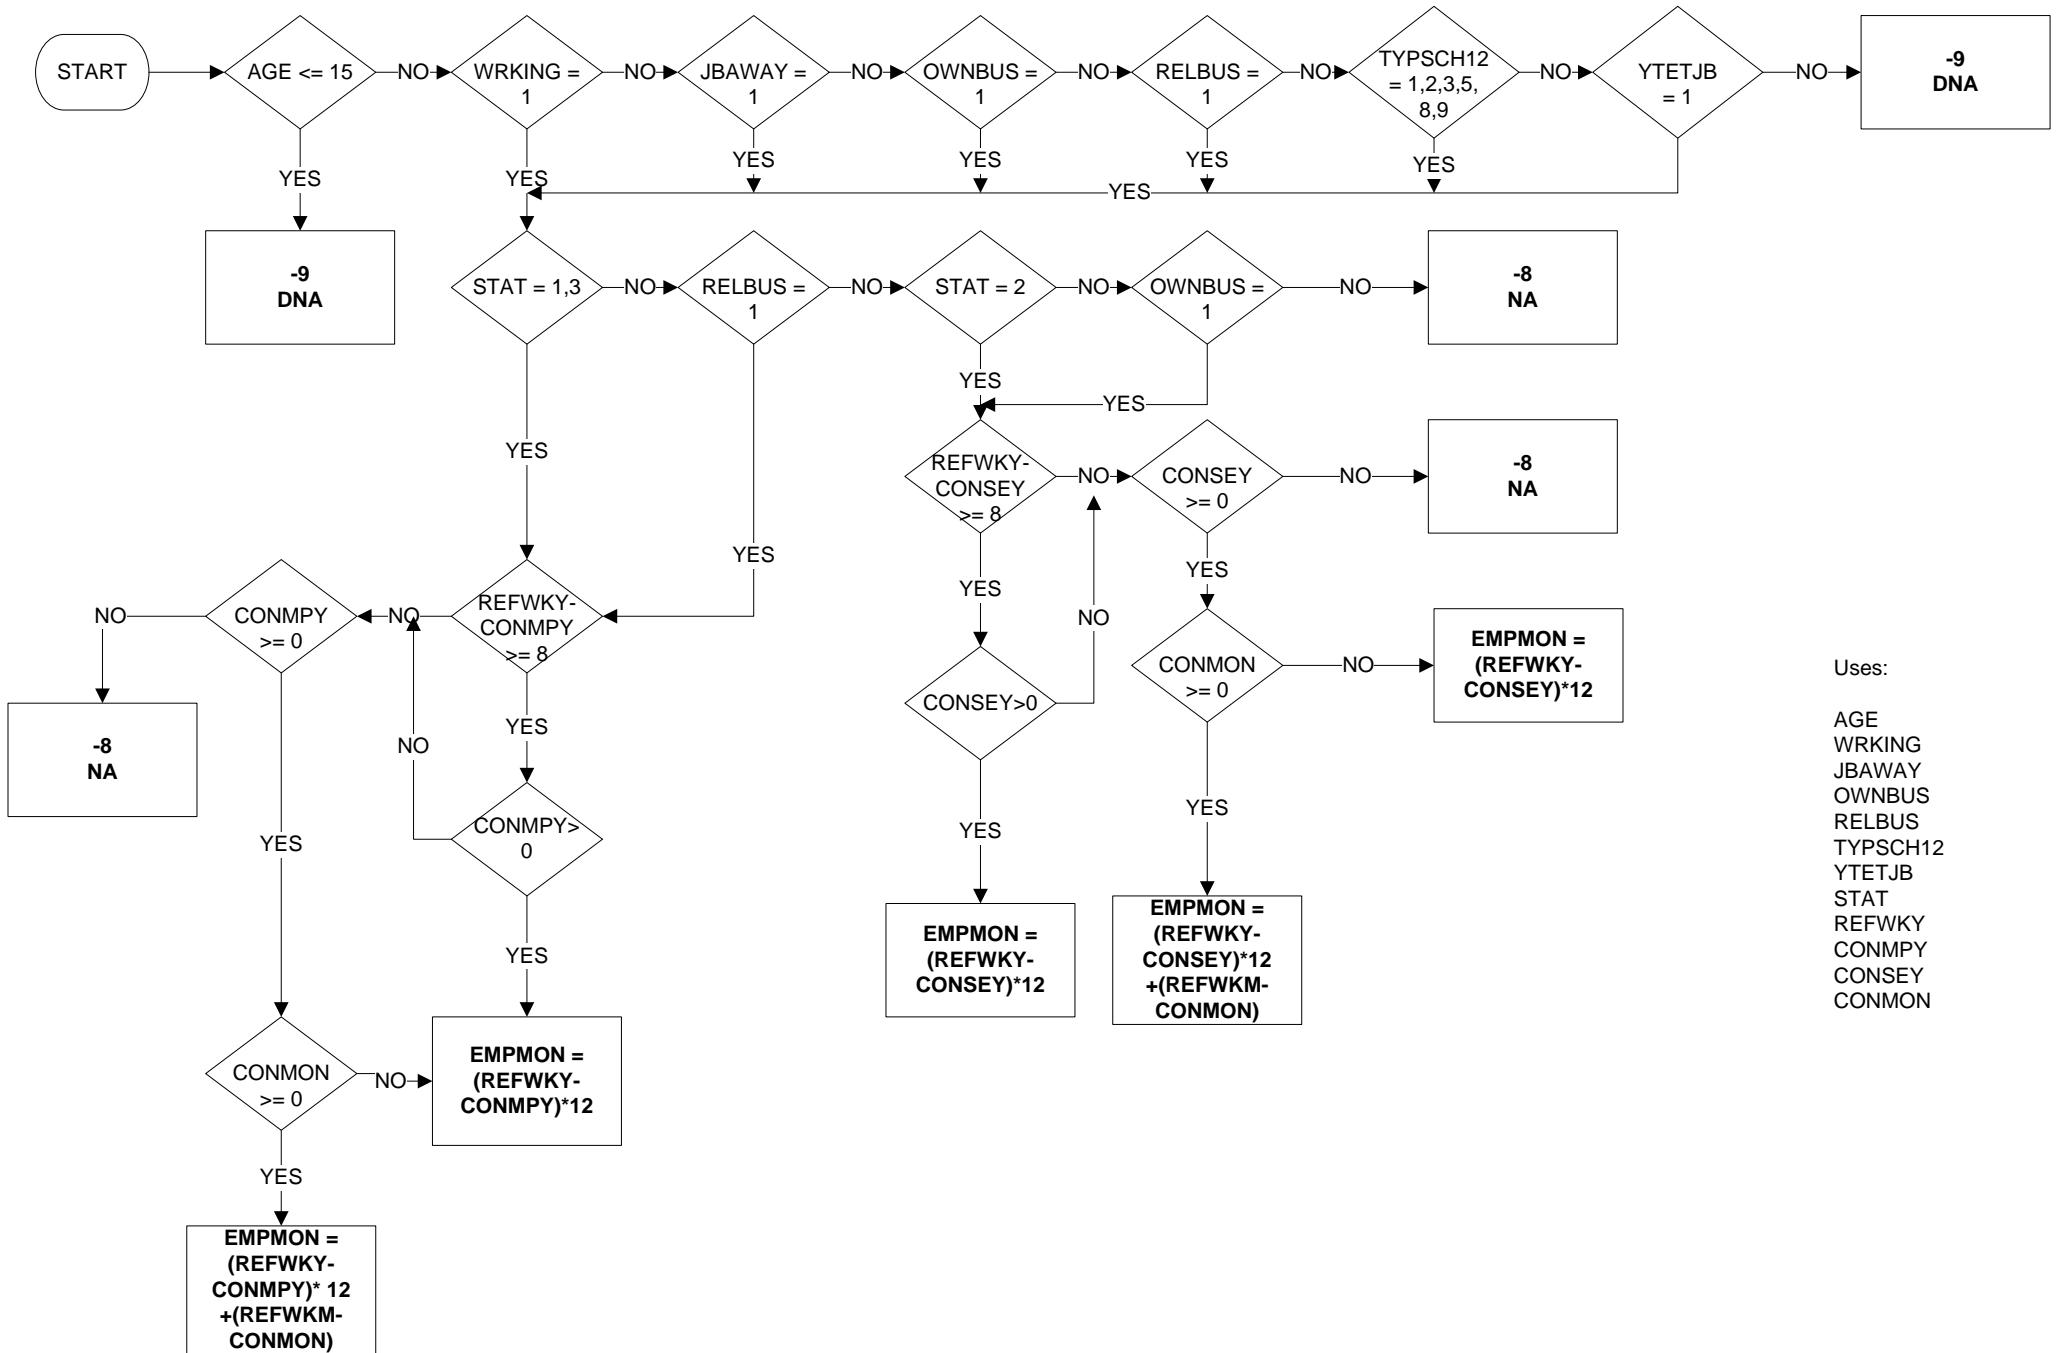 START
AGE <= 15
NO
WRKING =
1
NO
JBAWAY =
1
NO
OWNBUS =
1
NO
RELBUS =
1
NO
TYPSCH12
= 1,2,3,5,
8,9
NO
YTETJB
= 1
NO
-9
DNA
YES
YES
YES
YES
YES
YES
YES
-9
DNA
STAT = 1,3
NO
RELBUS =
1
NO
STAT = 2
NO
OWNBUS =
1
NO
-8
NA
YES
YES
YES
YES
REFWKY-
CONSEY
>= 8
NO
CONSEY
>= 0
NO
-8
NA
YES
YES
NO
CONSEY>0
CONMON
>= 0
NO
EMPMON =
(REFWKY-
CONSEY)*12
YES
YES
EMPMON =
(REFWKY-
CONSEY)*12
EMPMON =
(REFWKY-
CONSEY)*12
+(REFWKM-
CONMON)
REFWKY-
CONMPY
>= 8
NO
CONMPY
>= 0
NO
-8
NA
YES
NO
CONMPY>
0
YES
YES
CONMON
>= 0
NO
EMPMON =
(REFWKY-
CONMPY)*12
YES
EMPMON =
(REFWKY-
CONMPY)* 12
+(REFWKM-
CONMON)
Uses:
AGE
WRKING
JBAWAY
OWNBUS
RELBUS
TYPSCH12
YTETJB
STAT
REFWKY
CONMPY
CONSEY
CONMON